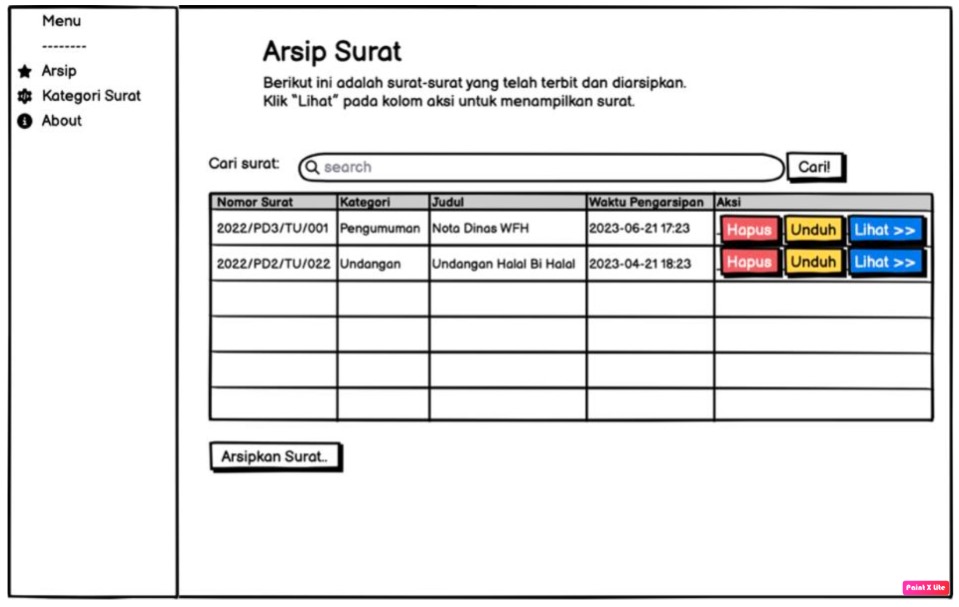 Menu
--------
Arsip
Kategori Surat
About
Arsip Surat
Berikut ini adalah surat-surat yang telah terbit dan diarsipkan.
Klik "Lihat" pada kolom aksi untuk menampilkan surat.
Cari surat: search Cari!
Nomor Surat Kategori Judul Waktu Pengarsipan Aksi
2022/PD3/TU/001 Pengumuman Nota Dinas WFH 2023-06-21 17:23 Hapus Unduh Lihat >>
2022/PD2/TU/022 Undangan Undangan Halal Bi Halal 2023-04-21 18:23 Hapus Unduh Lihat >>
Arsipkan Surat..
Paint X Lite